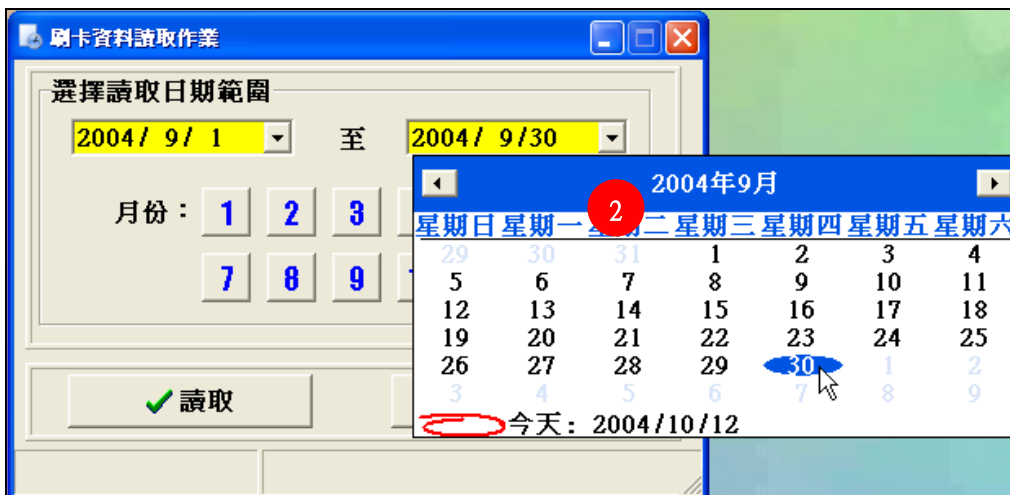 刷卡資料讀取作業
選擇讀取日期範圍
2004/ 9/ 1 至 2004/ 9/30
2004年9月
月份： 1 2 3
2
星期日 星期一 二 星期三 星期四 星期五 星期六
29 30 31 1 2 3 4
5 6 7 8 9 10 11
7 8 9
12 13 14 15 16 17 18
19 20 21 22 23 24 25
26 27 28 29 30 1 2
3 4 5 6 7 8 9
讀取
今天: 2004/10/12